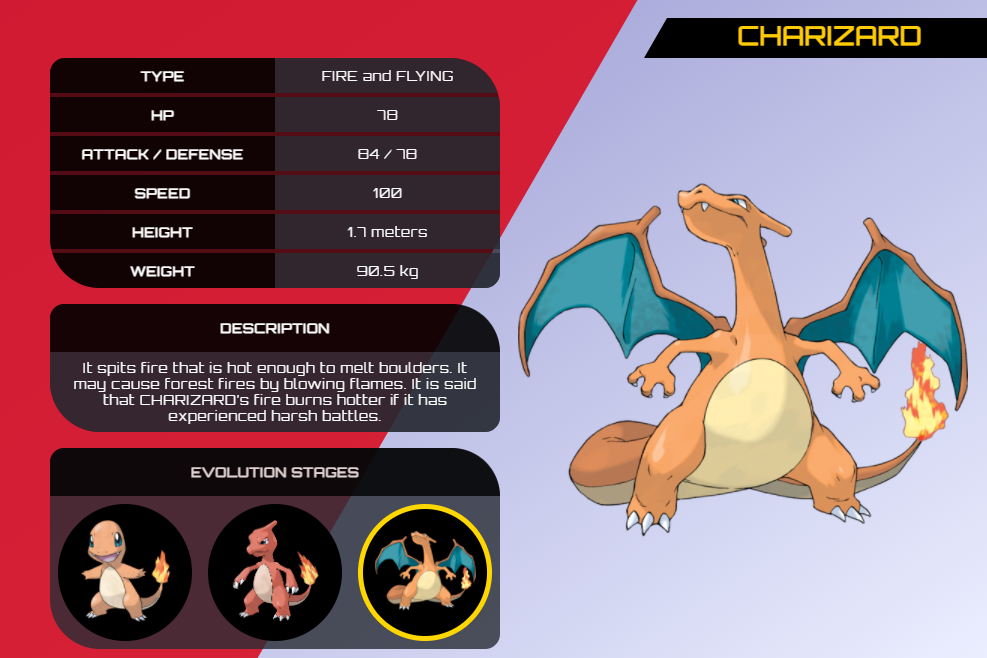 CHARIZARD
TYPE FIRE and FLYING
HP 78
ATTACK / DEFENSE 84 / 78
SPEED 100
HEIGHT 1.7 meters
WEIGHT 90.5 kg
DESCRIPTION
It spits fire that is hot enough to melt boulders. It
may cause forest fires by blowing flames. It is said
that CHARIZARD's fire burns hotter if it has
experienced harsh battles.
EVOLUTION STAGES